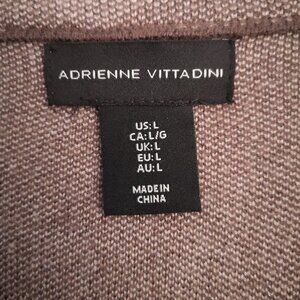 ADRIENNE VITTADINI
US: L
CA: L/G
UK: L
EU: L
AU: L
MADE IN
CHINA